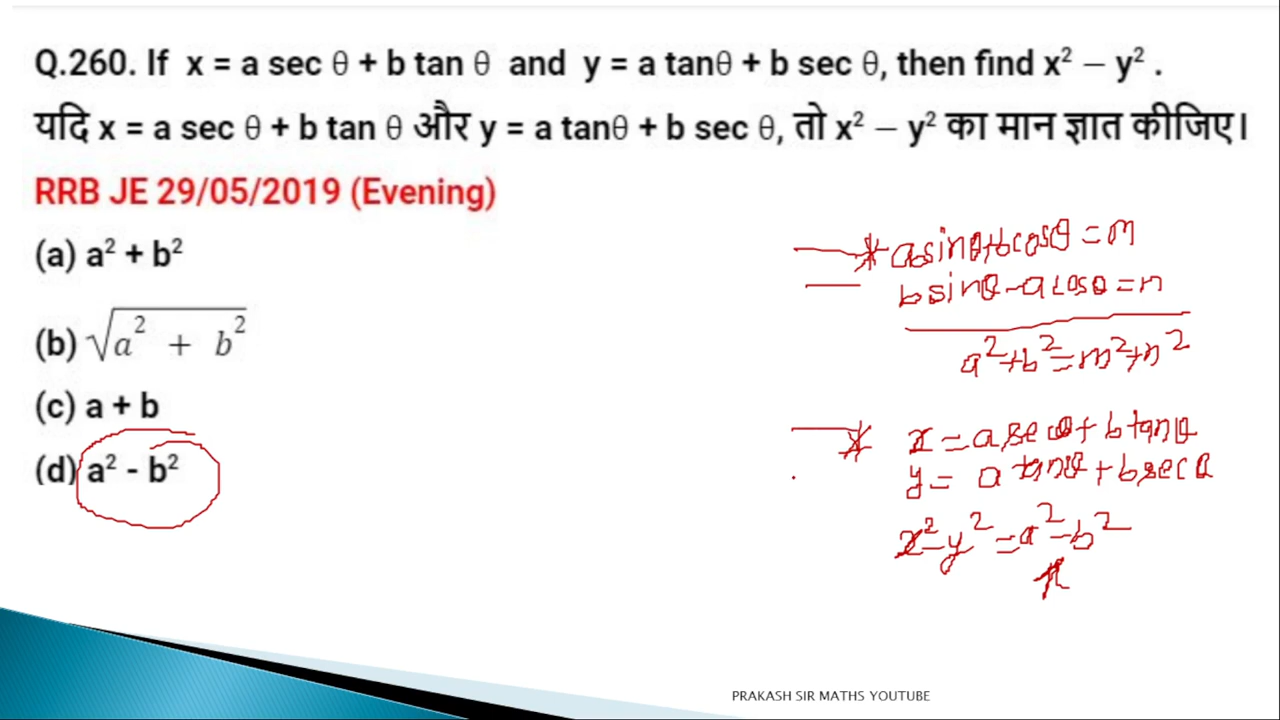 Q.260. If x = a sec θ + b tan θ and y = a tanθ + b sec θ, then find x² – y² .
यदि x = a sec θ + b tan θ और y = a tanθ + b sec θ, तो x² – y² का मान ज्ञात कीजिए।
RRB JE 29/05/2019 (Evening)
(a) a² + b²
(b) √a² + b²
(c) a + b
(d) a² - b²
asinθ+bcosθ = m
bsinθ-acosθ = n
a²+b²=m²+n²
x = a secθ + b tanθ
y = a tanθ + b secθ
x²-y² = a²-b²
PRAKASH SIR MATHS YOUTUBE